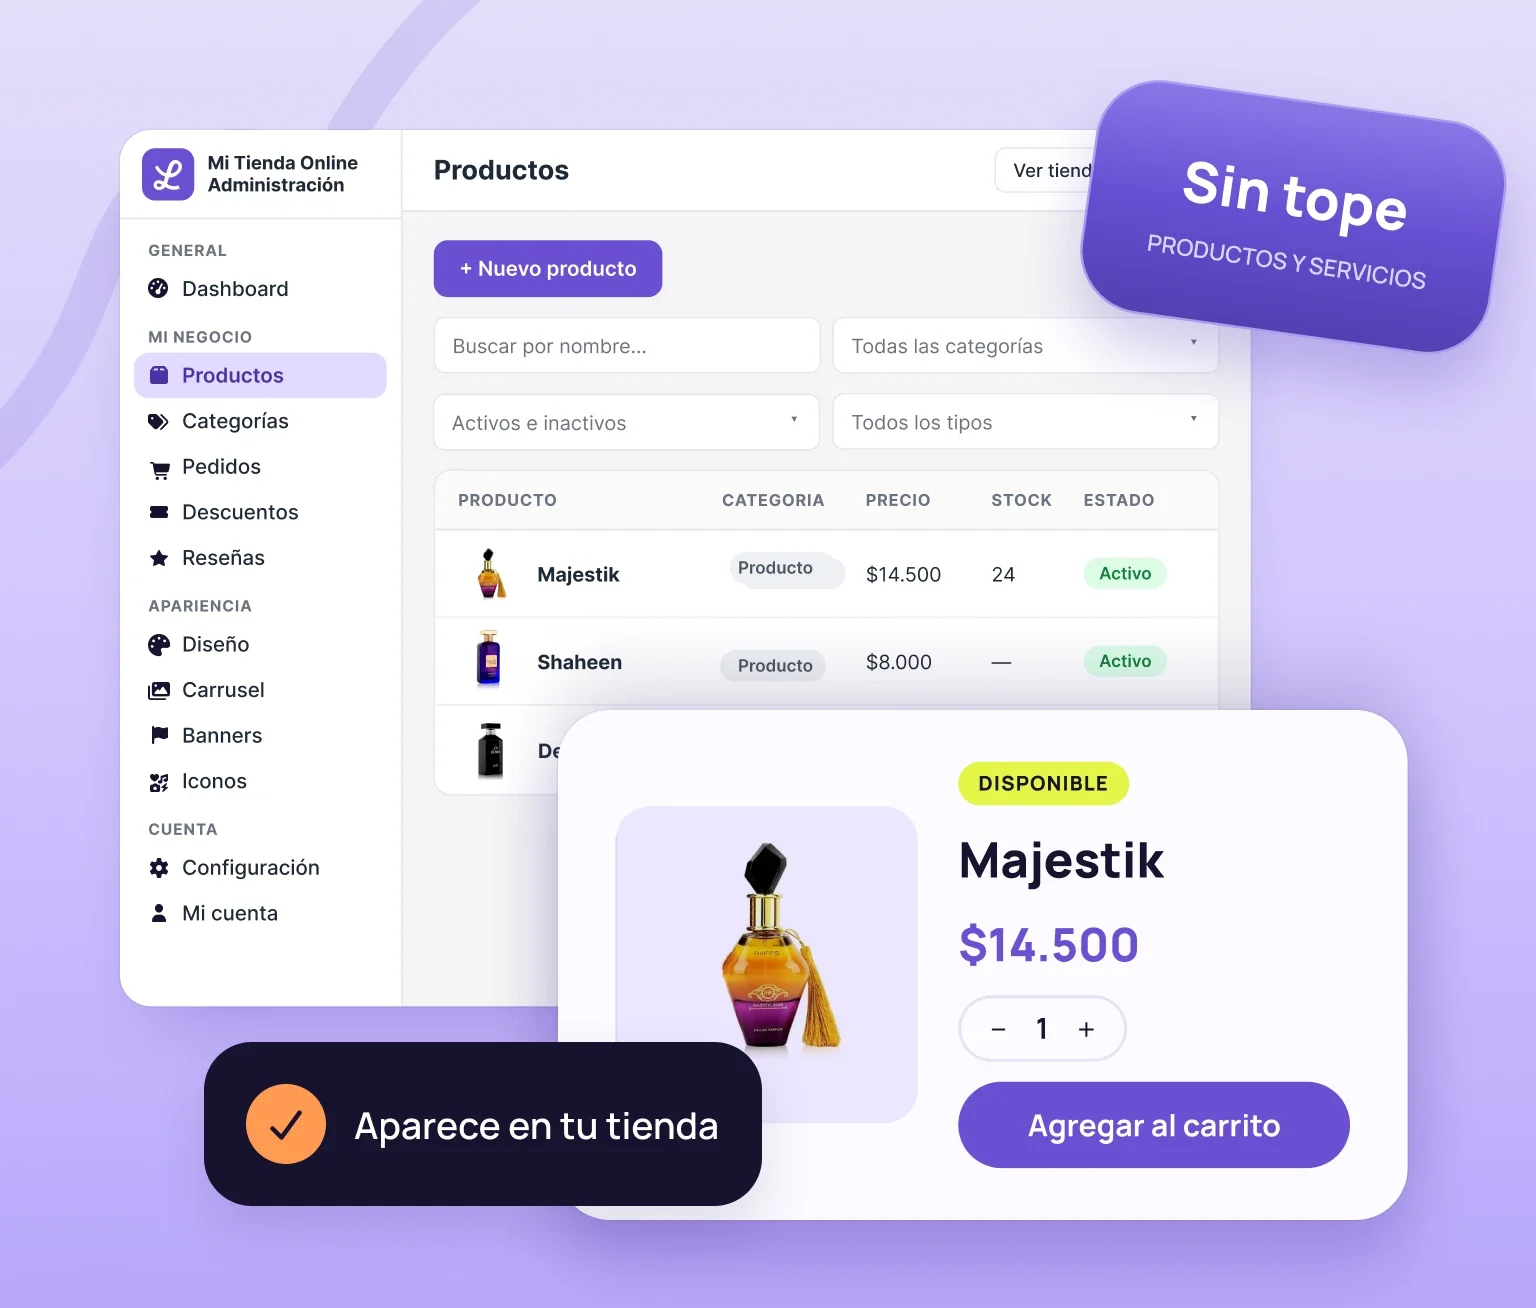 Mi Tienda Online
Administración
Productos
Ver tiend
Sin tope
PRODUCTOS Y SERVICIOS
GENERAL
Dashboard
MI NEGOCIO
Productos
Categorías
Pedidos
Descuentos
Reseñas
APARIENCIA
Diseño
Carrusel
Banners
Iconos
CUENTA
Configuración
Mi cuenta
+ Nuevo producto
Buscar por nombre...
Todas las categorías
Activos e inactivos
Todos los tipos
PRODUCTO CATEGORIA PRECIO STOCK ESTADO
Majestik Producto $14.500 24 Activo
Shaheen Producto $8.000 — Activo
De
DISPONIBLE
Majestik
$14.500
− 1 +
Agregar al carrito
RIIFFS
Aparece en tu tienda